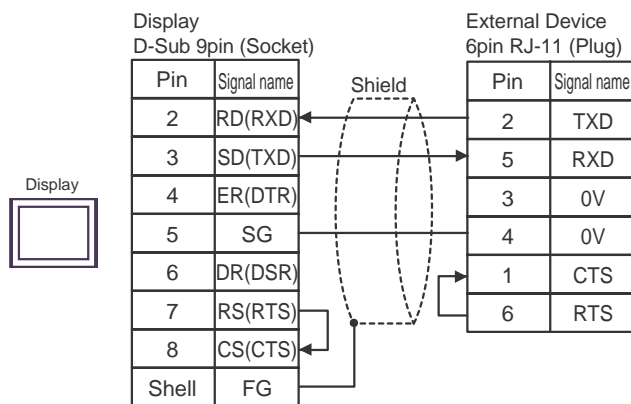 Display
D-Sub 9pin (Socket)
External Device
6pin RJ-11 (Plug)
Pin Signal name
Shield
Pin Signal name
2 RD(RXD)
2 TXD
3 SD(TXD)
5 RXD
Display
4 ER(DTR)
3 0V
5 SG
4 0V
6 DR(DSR)
1 CTS
7 RS(RTS)
6 RTS
8 CS(CTS)
Shell FG